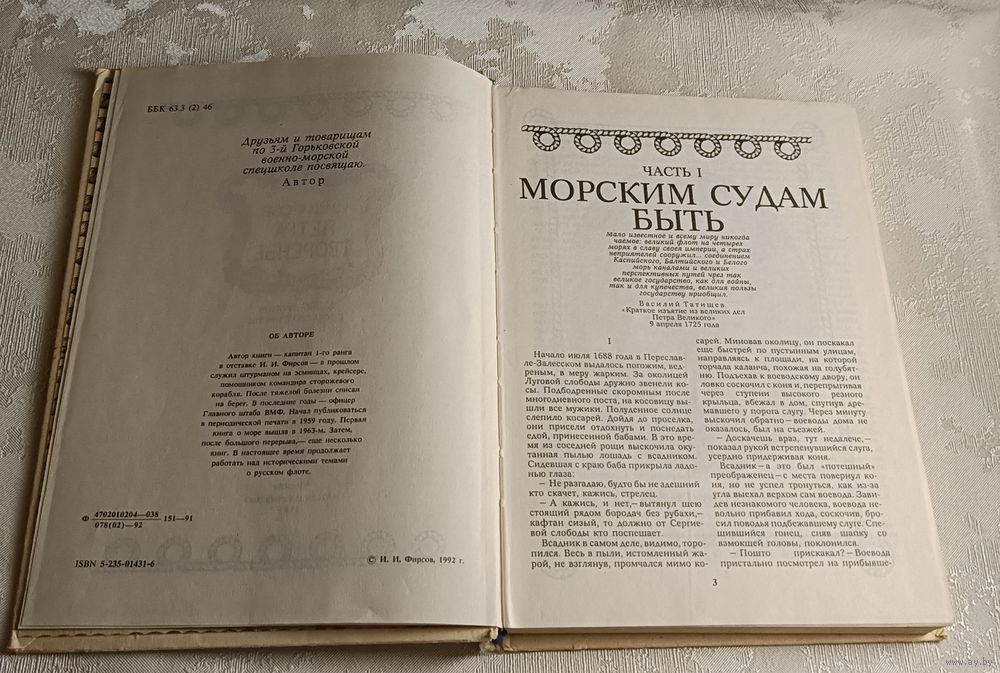 ББК 63.3 (2) 46
Друзьям и товарищам
по 3-й Горьковской
военно-морской
спецшколе посвящаю.
Автор
ОБ АВТОРЕ
Автор книги — капитан 1-го ранга
в отставке И. И. Фирсов — в прошлом
служил штурманом на эсминцах, крейсере,
помощником командира сторожевого
корабля. После тяжелой болезни списан
на берег. В последние годы — офицер
Главного штаба ВМФ. Начал публиковаться
в периодической печати в 1959 году. Первая
книга о море вышла в 1963-м. Затем,
после большого перерыва,— еще несколько
книг. В настоящее время продолжает
работать над историческими темами
о русском флоте.
Ф 4702010204—038
078(02)—92 151—91
ISBN 5-235-01431-6
© И. И. Фирсов, 1992 г.
ЧАСТЬ I
МОРСКИМ СУДАМ
БЫТЬ
Мало известное и всему миру никогда
чаемое: великий флот на четырех
морях в славу своея империи, а страх
неприятелей сооружил... соединением
Каспийского, Балтийского и Белого
морь каналами и великих
перспективных путей чрез так
великое государство, как для войны,
так и для купечества, великия пользы
государству приобщил.
Василий Татищев
«Краткое изъятие из великих дел
Петра Великого»
9 апреля 1725 года
I
Начало июля 1688 года в Переслав-
ле-Залесском выдалось погожим, вед-
ренным, в меру жарким. За околицей
Луговой слободы дружно звенели ко-
сы. Подбодренные скоромным после
многодневного поста, на косовицу вы-
шли все мужики. Полуденное солнце
слепило косарей. Дойдя до проселка,
они присели отдохнуть и поснедать
едой, принесенной бабами. В это вре-
мя из соседней рощи выскочила оку-
танная пылью лошадь с всадником.
Сидевшая с краю баба прикрыла ладо-
нью глаза:
— Не разгадаю, будто бы не здешний
кто скачет, кажись, стрелец.
— А кажись, и нет,—вытянул шею
стоящий рядом бородач без рубахи,—
кафтан сизый, то должно от Сергие-
вой слободы кто поспешает.
Всадник в самом деле, видимо, торо-
пился. Весь в пыли, истомленный жа-
рой, не взглянув, промчался мимо ко-
сарей. Миновав околицу, он поскакал
еще быстрей по пустынным улицам,
направляясь к площади, на которой
торчала каланча, похожая на голубят-
ню. Подъехав к воеводскому двору, он
ловко соскочил с коня и, перепрыгивая
через ступени высокого резного
крыльца, вбежал в дом, спугнув дре-
мавшего у порога слугу. Через минуту
выскочил обратно—воеводы дома не
оказалось, был на съезжей.
— Доскачешь враз, тут недалече,—
показал рукой встрепенувшийся слуга,
усердно придерживая коня.
Всадник—а это был «потешный»
преображенец—с места повернул ко-
ня, но не успел тронуться, как из-за
угла выехал верхом сам воевода. Зави-
дев незнакомого человека, воевода нево-
льно прибавил хода, соскочив, бро-
сил поводья подбежавшему слуге. Спе-
шившийся гонец, сняв шапку со
взмокшей головы, поклонился.
— Пошто прискакал?—Воевода
пристально посмотрел на прибывше-
3
www.ay.by